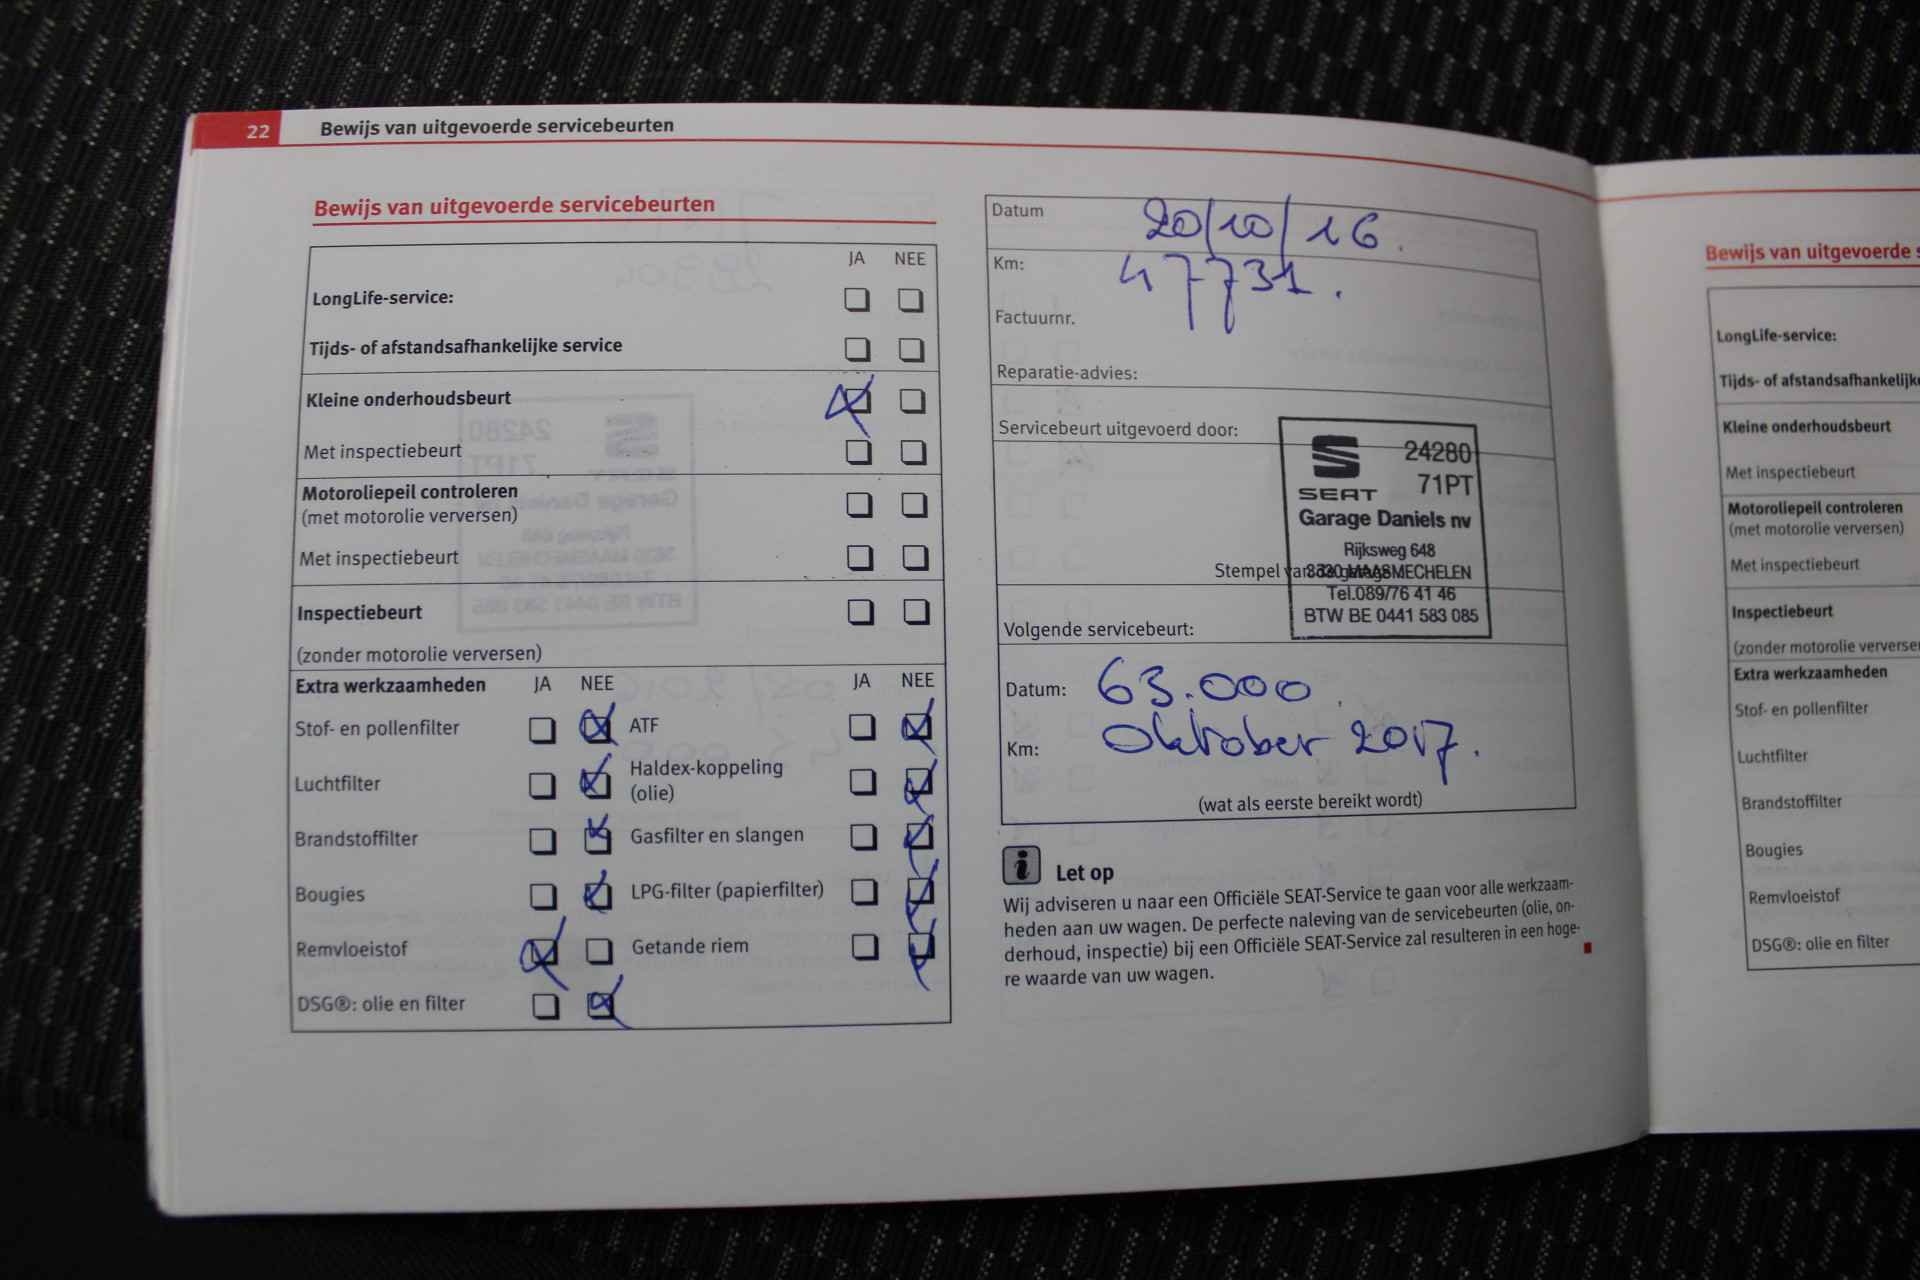 22 Bewijs van uitgevoerde servicebeurten
Bewijs van uitgevoerde servicebeurten
JA NEE
LongLife-service:
Tijds- of afstandsafhankelijke service
Kleine onderhoudsbeurt
Met inspectiebeurt
Motoroliepeil controleren
(met motorolie verversen)
Met inspectiebeurt
Inspectiebeurt
(zonder motorolie verversen)
Extra werkzaamheden JA NEE JA NEE
Stof- en pollenfilter ATF
Luchtfilter Haldex-koppeling
(olie)
Brandstoffilter Gasfilter en slangen
Bougies LPG-filter (papierfilter)
Remvloeistof Getande riem
DSG®: olie en filter
Datum 20/10/16.
Km: 47731.
Factuurnr.
Reparatie-advies:
Servicebeurt uitgevoerd door:
SEAT 24280
71PT
Garage Daniels nv
Rijksweg 648
Stempel van MAASMECHELEN
Tel.089/76 41 46
BTW BE 0441 583 085
Volgende servicebeurt:
Datum: 63.000
Km: Oktober 2017.
(wat als eerste bereikt wordt)
i Let op
Wij adviseren u naar een Officiële SEAT-Service te gaan voor alle werkzaam-
heden aan uw wagen. De perfecte naleving van de servicebeurten (olie, on-
derhoud, inspectie) bij een Officiële SEAT-Service zal resulteren in een hoge-
re waarde van uw wagen.
Bewijs van uitgevoerde
LongLife-service:
Tijds- of afstandsafhankelijke
Kleine onderhoudsbeurt
Met inspectiebeurt
Motoroliepeil controleren
(met motorolie verversen)
Met inspectiebeurt
Inspectiebeurt
(zonder motorolie verversen
Extra werkzaamheden
Stof- en pollenfilter
Luchtfilter
Brandstoffilter
Bougies
Remvloeistof
DSG®: olie en filter